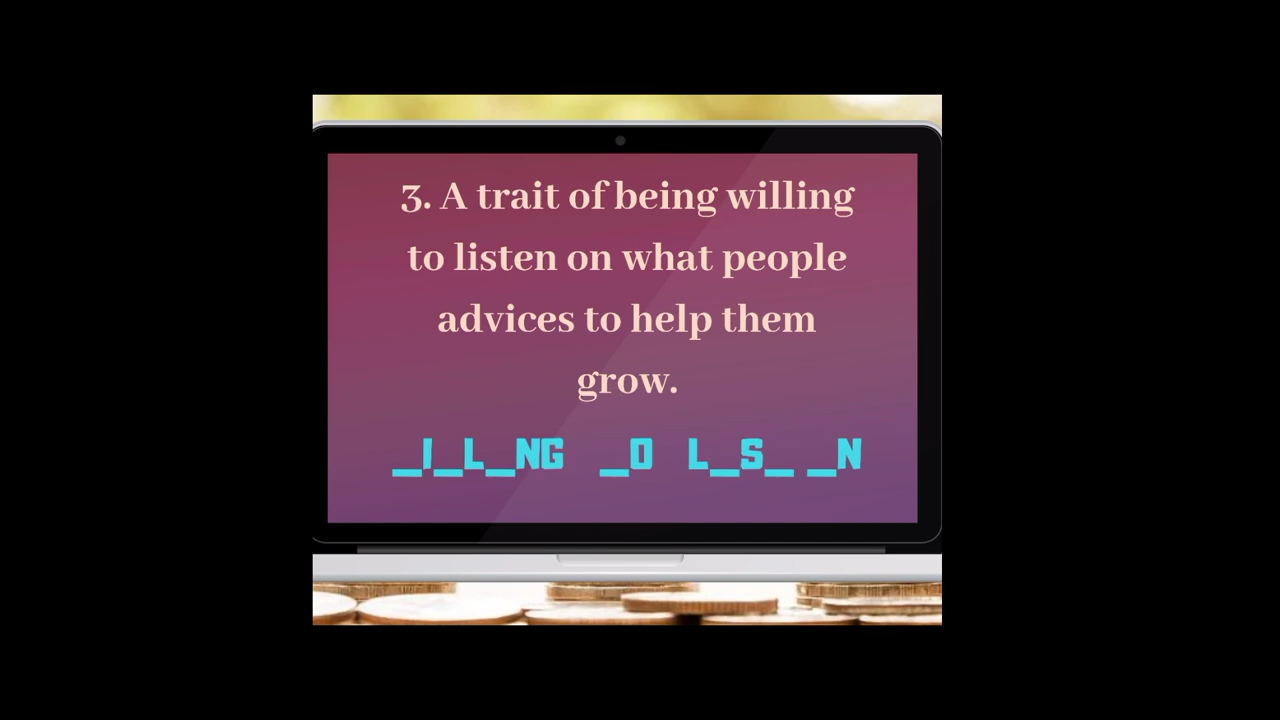 3. A trait of being willing
to listen on what people
advices to help them
grow.
_I_L_NG _O L_S_ _N